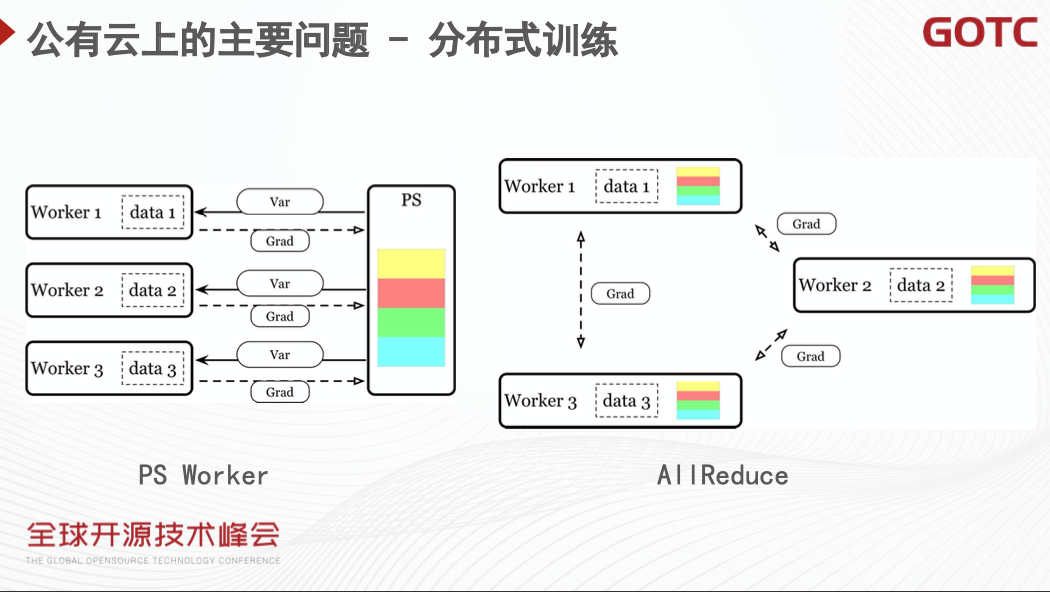 公有云上的主要问题 - 分布式训练
GOTC
Worker 1
data 1
Var
Grad
Worker 2
data 2
Var
Grad
Worker 3
data 3
Var
Grad
PS
PS Worker
Worker 1
data 1
Grad
Worker 2
data 2
Grad
Grad
Worker 3
data 3
AllReduce
全球开源技术峰会
THE GLOBAL OPENSOURCE TECHNOLOGY CONFERENCE